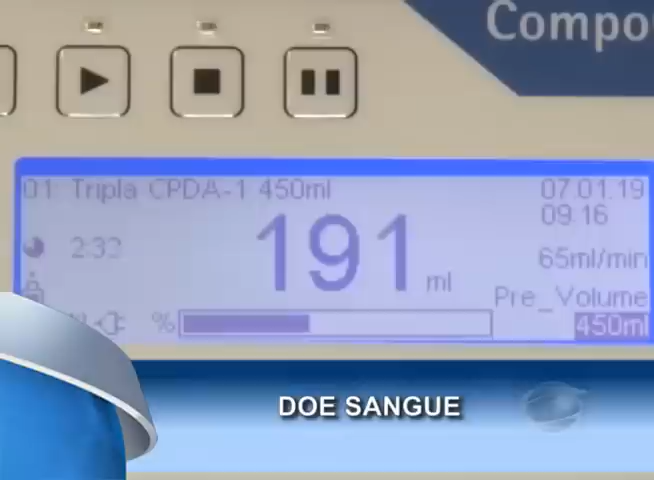 Compo
01: Tripla CPDA-1 450ml
07.01.19
09:16
2:32
191 ml
65ml/min
Pre_Volume
%
450ml
DOE SANGUE